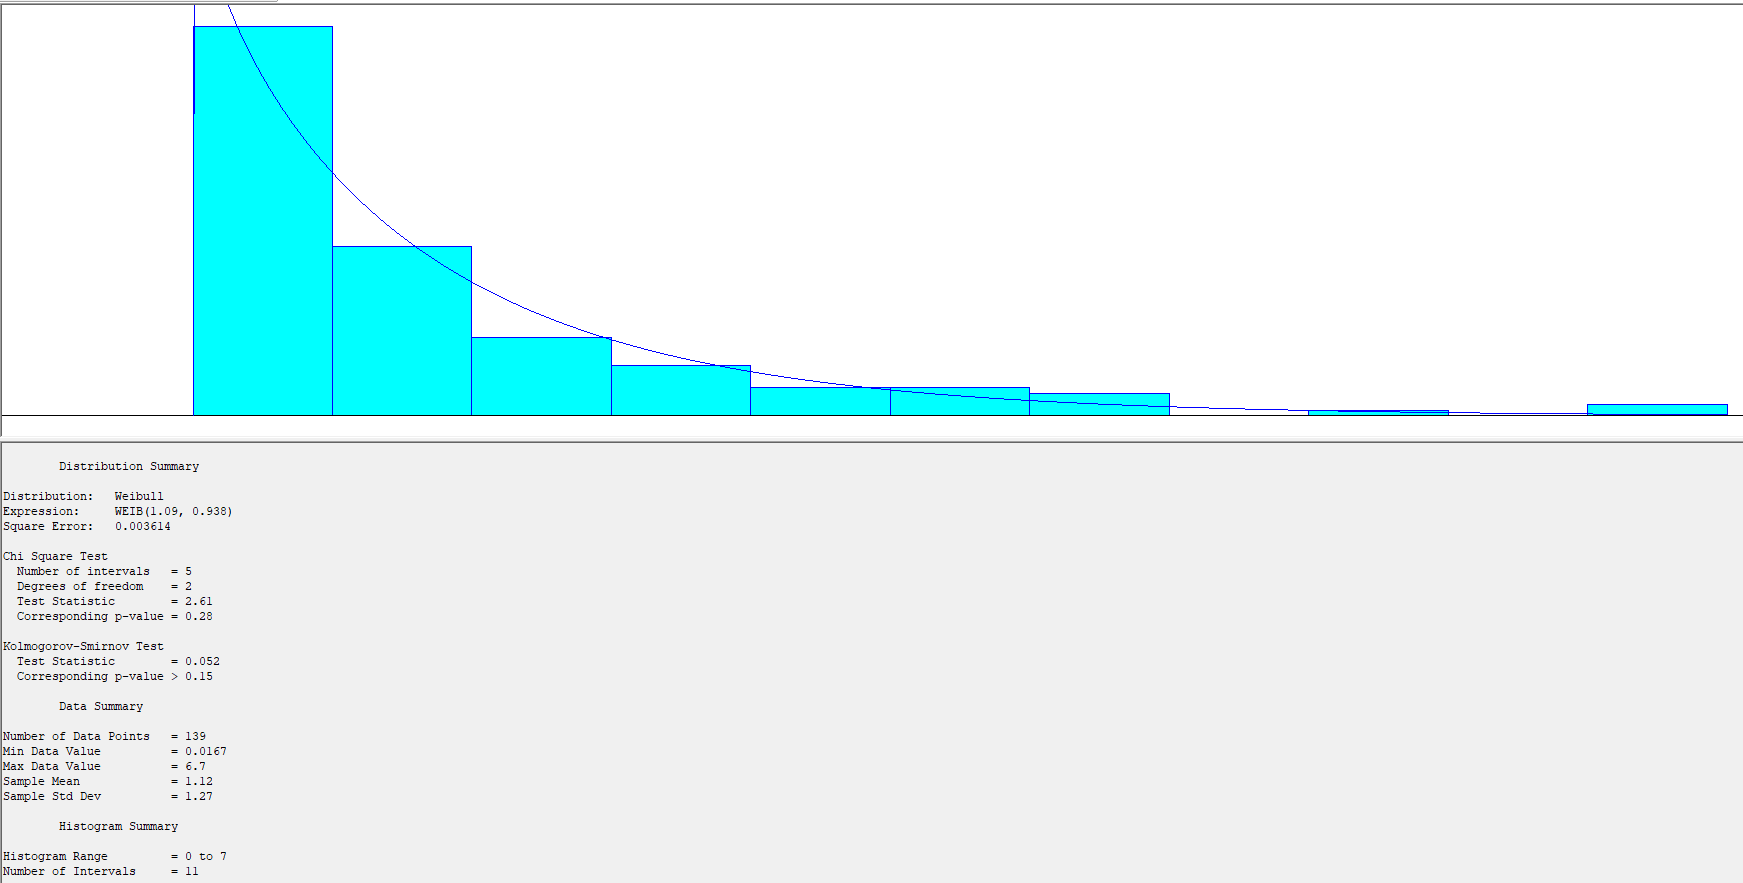 Distribution Summary
Distribution: Weibull
Expression: WEIB(1.09, 0.938)
Square Error: 0.003614
Chi Square Test
Number of intervals = 5
Degrees of freedom = 2
Test Statistic = 2.61
Corresponding p-value = 0.28
Kolmogorov-Smirnov Test
Test Statistic = 0.052
Corresponding p-value > 0.15
Data Summary
Number of Data Points = 139
Min Data Value = 0.0167
Max Data Value = 6.7
Sample Mean = 1.12
Sample Std Dev = 1.27
Histogram Summary
Histogram Range = 0 to 7
Number of Intervals = 11